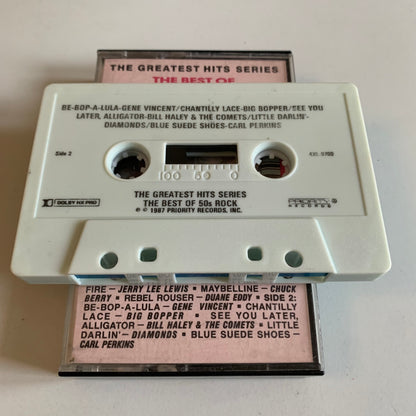 THE GREATEST HITS SERIES
THE BEST OF
BE-BOP-A-LULA-GENE VINCENT/CHANTILLY LACE-BIG BOPPER/SEE YOU
LATER, ALLIGATOR-BILL HALEY & THE COMETS/LITTLE DARLIN'-
DIAMONDS/BLUE SUEDE SHOES-CARL PERKINS
Side 2
100 50 0
THE GREATEST HITS SERIES
THE BEST OF 50s ROCK
℗ © 1987 PRIORITY RECORDS, INC.
DOLBY HX PRO
PRIORITY
RECORDS
FIRE — JERRY LEE LEWIS • MAYBELLINE — CHUCK
BERRY • REBEL ROUSER — DUANE EDDY • SIDE 2:
BE-BOP-A-LULA — GENE VINCENT • CHANTILLY
LACE — BIG BOPPER • SEE YOU LATER,
ALLIGATOR — BILL HALEY & THE COMETS • LITTLE
DARLIN' — DIAMONDS • BLUE SUEDE SHOES —
CARL PERKINS